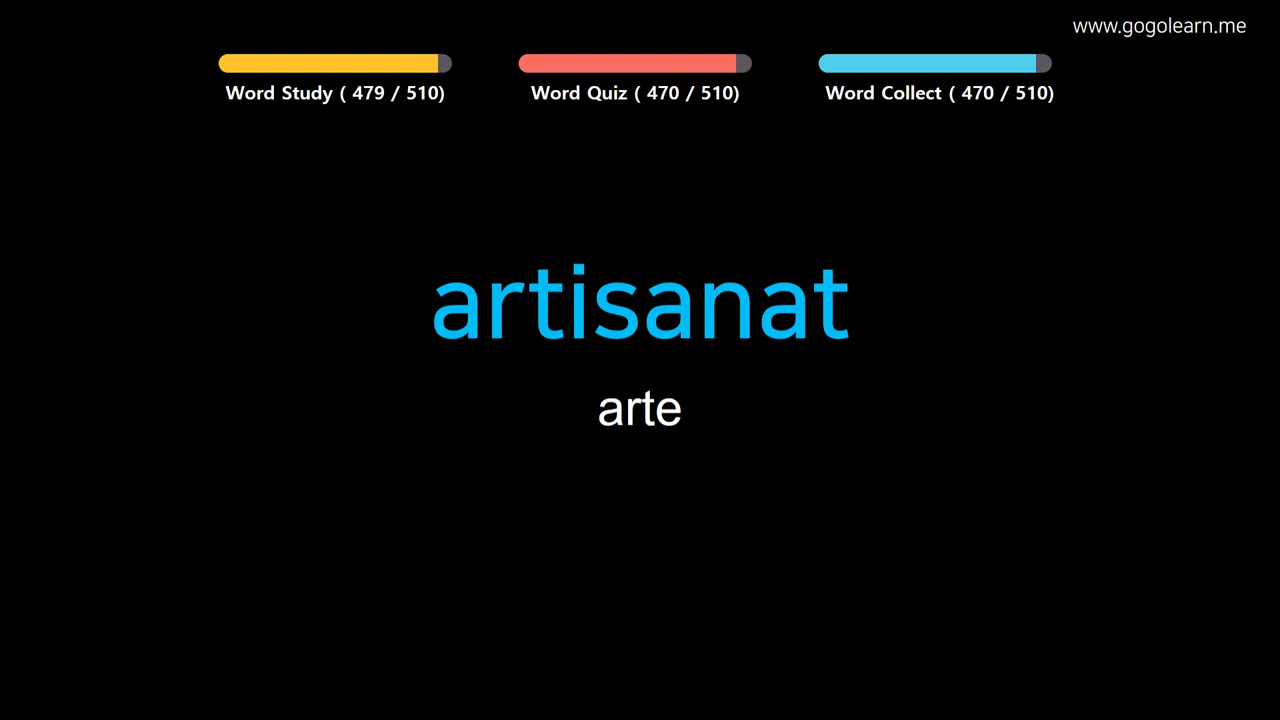 www.gogolearn.me
Word Study ( 479 / 510)
Word Quiz ( 470 / 510)
Word Collect ( 470 / 510)
artisanat
arte